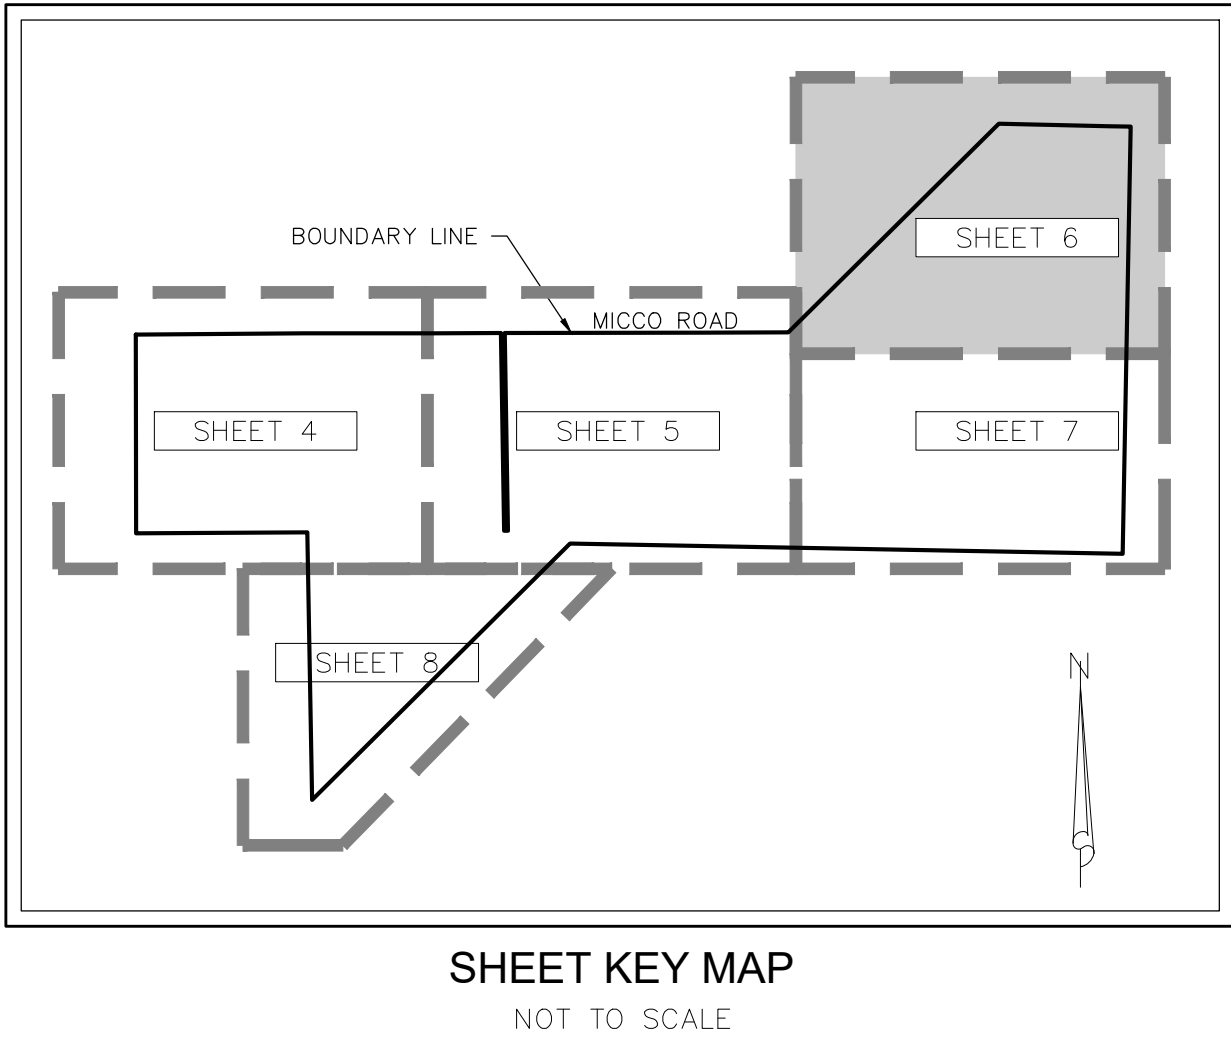 SHEET 6
BOUNDARY LINE
MICCO ROAD
SHEET 4
SHEET 5
SHEET 7
SHEET 8
N
SHEET KEY MAP
NOT TO SCALE